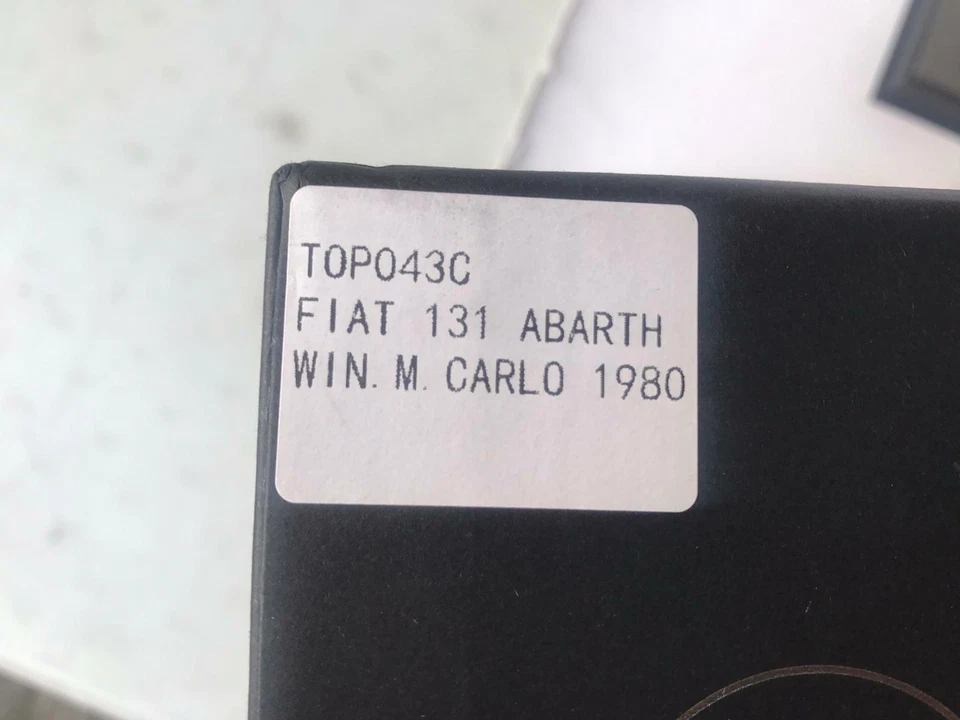 TOP043C
FIAT 131 ABARTH
WIN. M. CARLO 1980